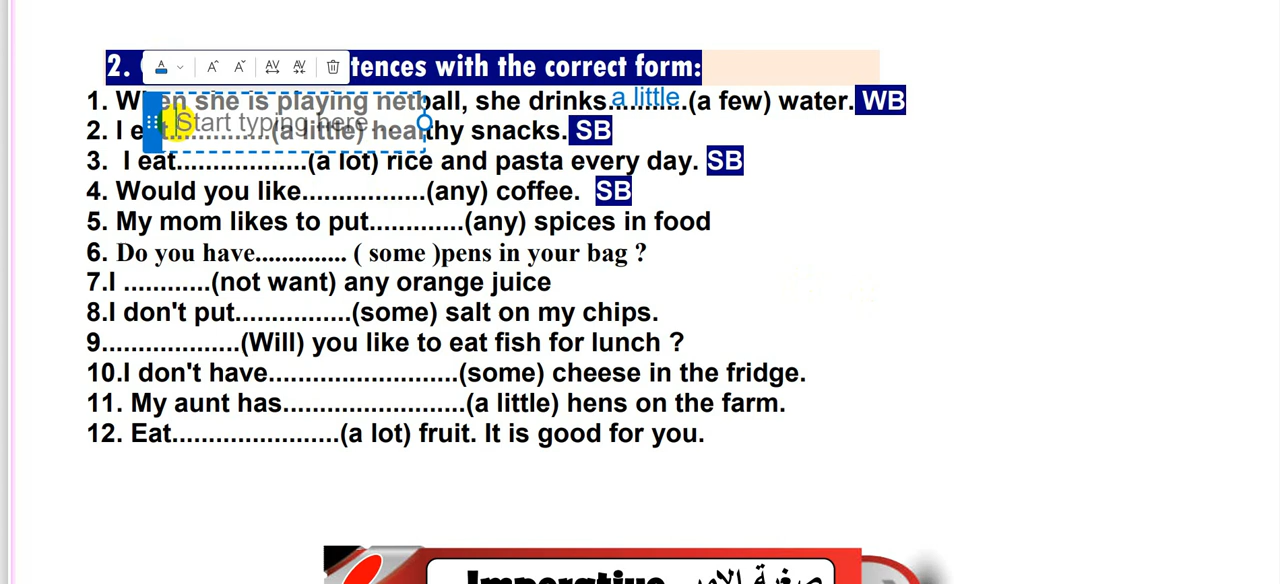 2. tences with the correct form:
1. When she is playing netball, she drinks..a little..(a few) water. WB
Start typing here
2. I eat..............(a little) healthy snacks. SB
3. I eat..................(a lot) rice and pasta every day. SB
4. Would you like.................(any) coffee. SB
5. My mom likes to put.............(any) spices in food
6. Do you have.............. ( some )pens in your bag ?
7.I ............(not want) any orange juice
8.I don't put................(some) salt on my chips.
9...................(Will) you like to eat fish for lunch ?
10.I don't have..........................(some) cheese in the fridge.
11. My aunt has.........................(a little) hens on the farm.
12. Eat.......................(a lot) fruit. It is good for you.
Imperative صغية الامر